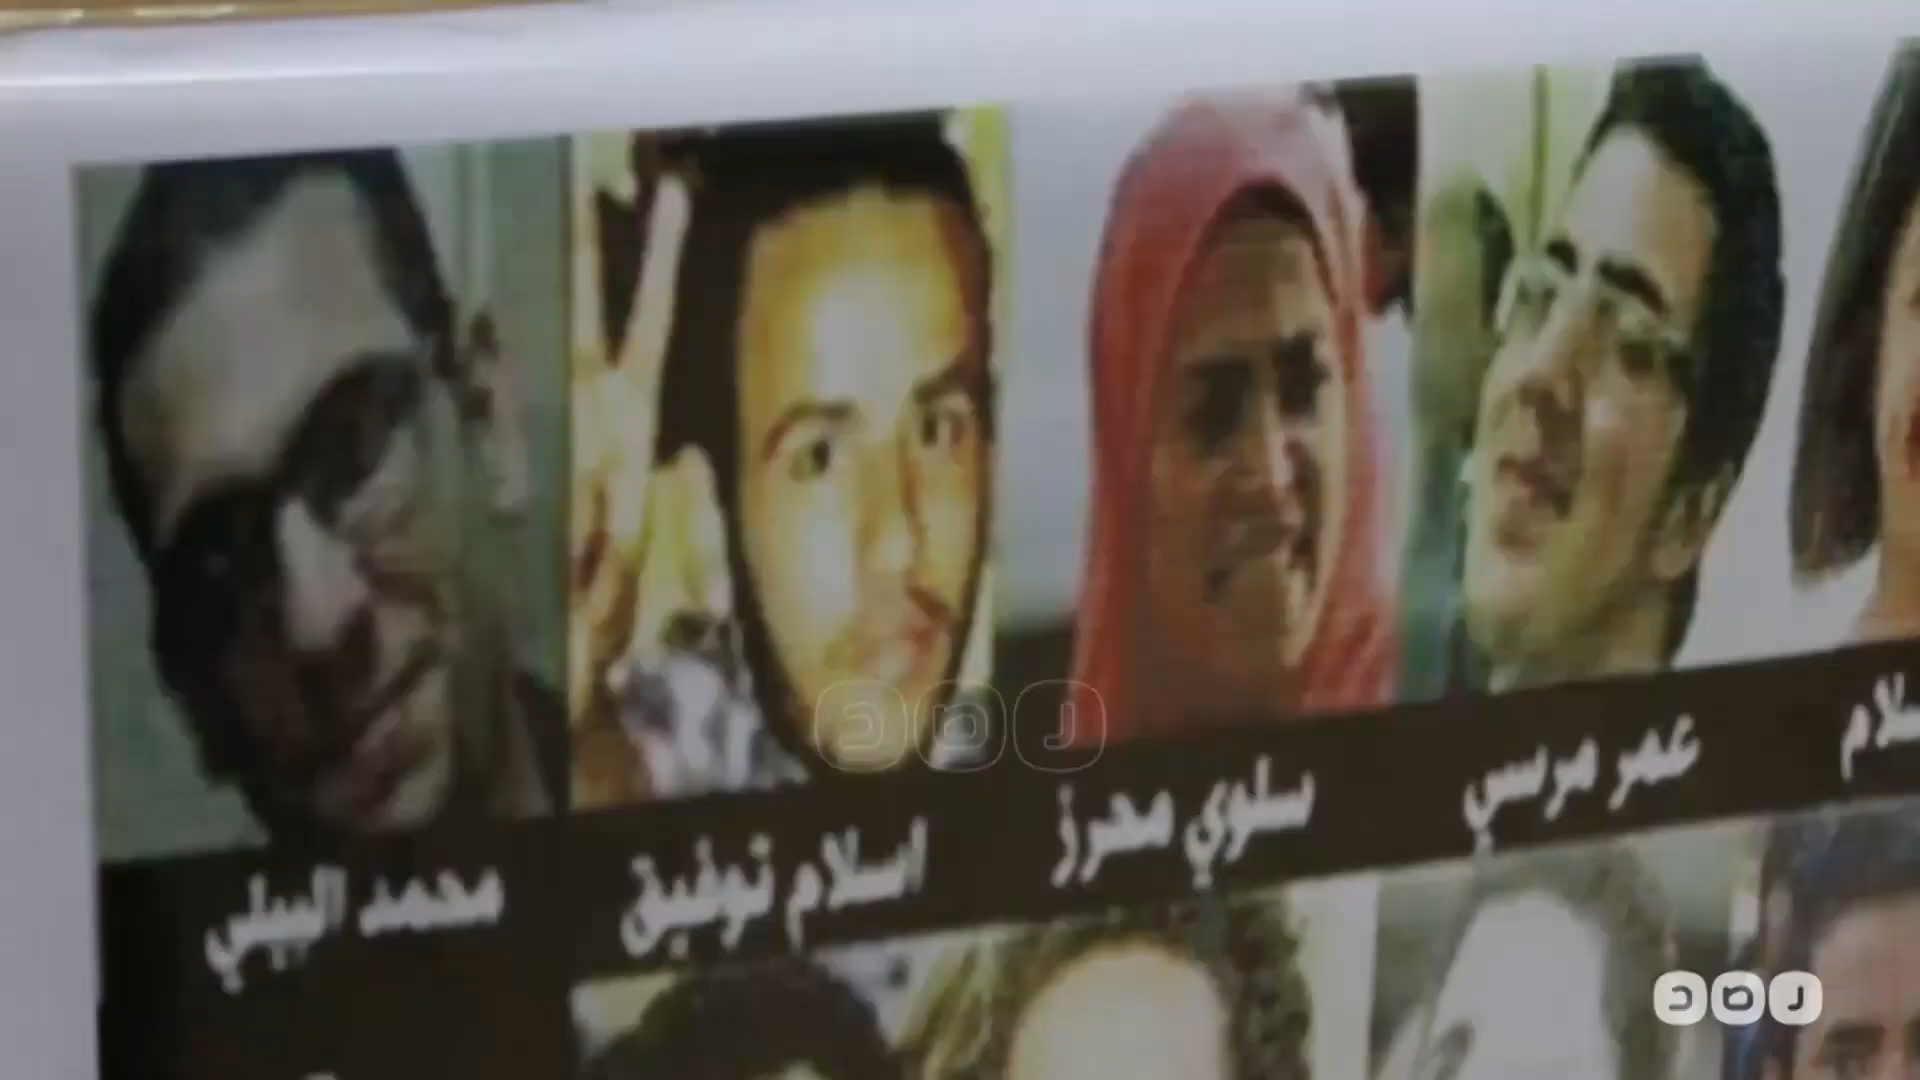 عمر مرسي
سلوي محرز
اسلام توفيق
محمد البيلي